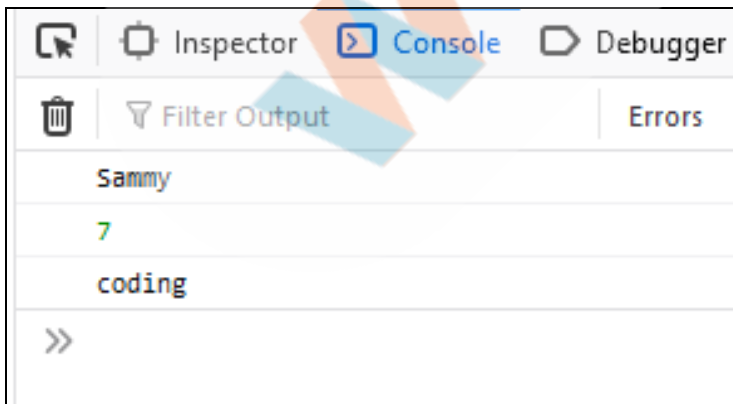 Inspector Console Debugger
Filter Output Errors
Sammy
7
coding